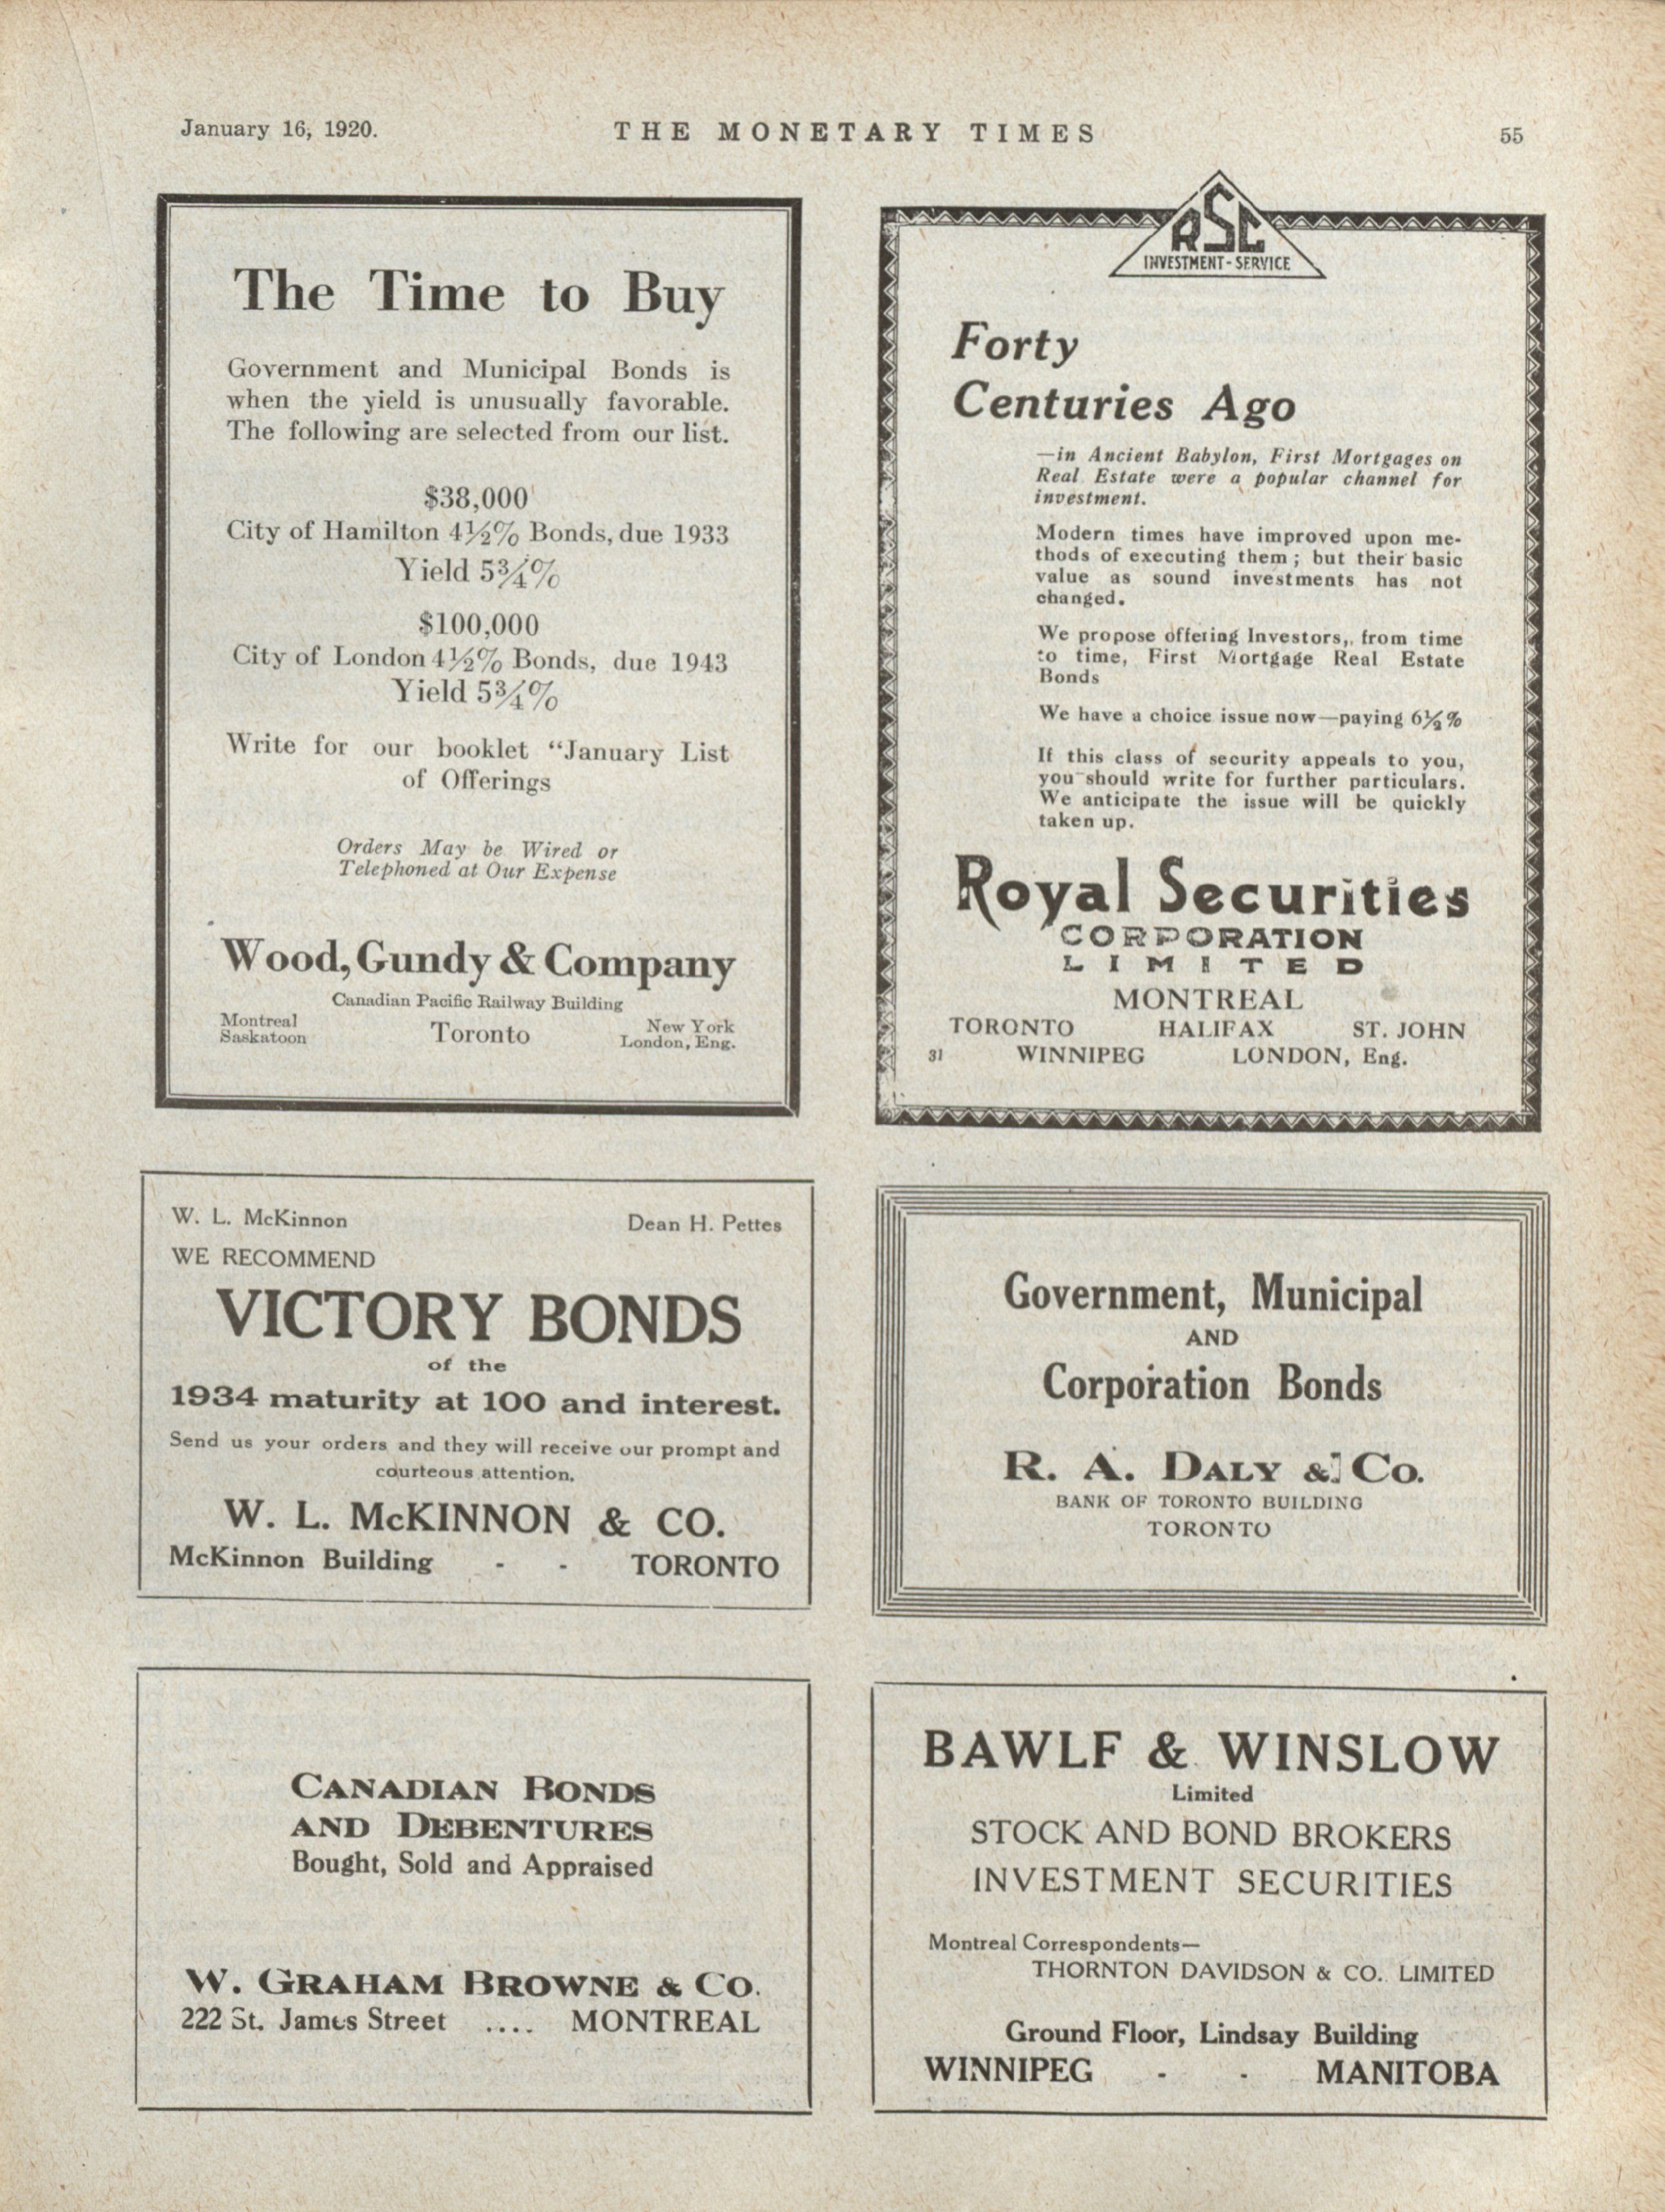 January 16, 1920.
THE MONETARY TIMES
55
The Time to Buy
Government and Municipal Bonds is
when the yield is unusually favorable.
The following are selected from our list.
$38,000
City of Hamilton 4½% Bonds, due 1933
Yield 5¾%
$100,000
City of London 4½% Bonds, due 1943
Yield 5¾%
Write for our booklet “January List
of Offerings
Orders May be Wired or
Telephoned at Our Expense
Wood, Gundy & Company
Canadian Pacific Railway Building
Montreal
Saskatoon
Toronto
New York
London, Eng.
RSC
INVESTMENT-SERVICE
Forty
Centuries Ago
—in Ancient Babylon, First Mortgages on
Real Estate were a popular channel for
investment.
Modern times have improved upon me-
thods of executing them; but their basic
value as sound investments has not
changed.
We propose offering Investors,. from time
to time, First Mortgage Real Estate
Bonds
We have a choice issue now—paying 6½%
If this class of security appeals to you,
you should write for further particulars.
We anticipate the issue will be quickly
taken up.
Royal Securities
CORPORATION
LIMITED
MONTREAL
TORONTO HALIFAX ST. JOHN
31 WINNIPEG LONDON, Eng.
W. L. McKinnon Dean H. Pettes
WE RECOMMEND
VICTORY BONDS
of the
1934 maturity at 100 and interest.
Send us your orders and they will receive our prompt and
courteous attention.
W. L. McKINNON & CO.
McKinnon Building - - TORONTO
Government, Municipal
AND
Corporation Bonds
R. A. DALY & CO.
BANK OF TORONTO BUILDING
TORONTO
CANADIAN BONDS
AND DEBENTURES
Bought, Sold and Appraised
W. GRAHAM BROWNE & CO.
222 St. James Street .... MONTREAL
BAWLF & WINSLOW
Limited
STOCK AND BOND BROKERS
INVESTMENT SECURITIES
Montreal Correspondents—
THORNTON DAVIDSON & CO. LIMITED
Ground Floor, Lindsay Building
WINNIPEG - - MANITOBA